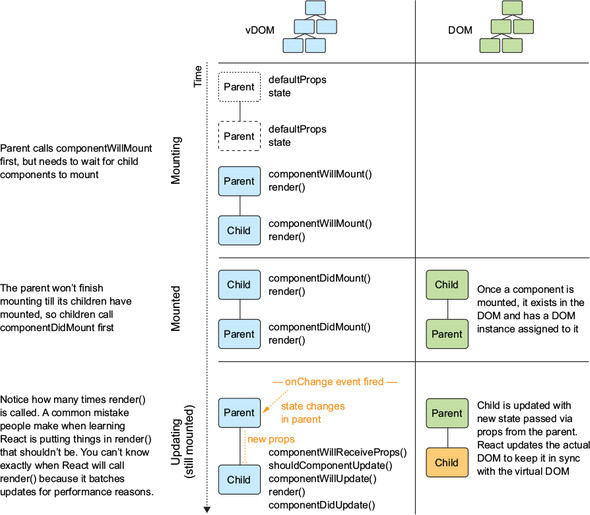 vDOM
DOM
Time
Parent
defaultProps
state
Parent
defaultProps
state
Parent calls componentWillMount
first, but needs to wait for child
components to mount
Mounting
Parent
componentWillMount()
render()
Child
componentWillMount()
render()
The parent won't finish
mounting till its children have
mounted, so children call
componentDidMount first
Mounted
Child
componentDidMount()
render()
Parent
componentDidMount()
render()
Child
Parent
Once a component is
mounted, it exists in the
DOM and has a DOM
instance assigned to it
Notice how many times render()
is called. A common mistake
people make when learning
React is putting things in render()
that shouldn't be. You can't know
exactly when React will call
render() because it batches
updates for performance reasons.
Updating
(still mounted)
onChange event fired
Parent
state changes
in parent
new props
Child
componentWillReceiveProps()
shouldComponentUpdate()
componentWillUpdate()
render()
componentDidUpdate()
Parent
Child
Child is updated with
new state passed via
props from the parent.
React updates the actual
DOM to keep it in sync
with the virtual DOM